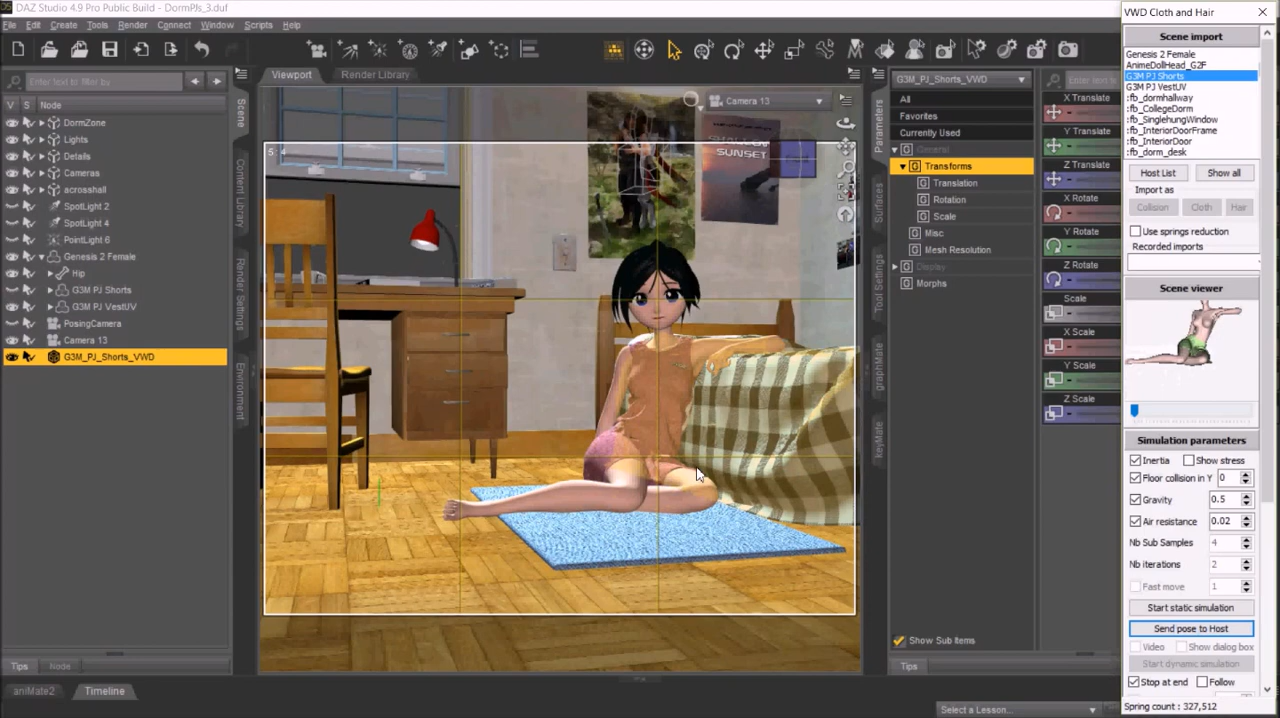 DAZ Studio 4.9 Pro Public Build - DormPJs_3.duf
File Edit Create Tools Render Connect Window Scripts Help
Enter text to filter by
V S Node
DormZone
Lights
Details
Cameras
acrosshall
SpotLight 2
SpotLight 4
PointLight 6
Genesis 2 Female
Hip
G3M PJ Shorts
G3M PJ VestUV
PosingCamera
Camera 13
G3M_PJ_Shorts_VWD
Tips Node
aniMate2 Timeline
Scene
Content Library
Render Settings
Environment
Viewport Render Library
Camera 13
SUNSET
Parameters
Surfaces
Tool Settings
graphMate
keyMate
G3M_PJ_Shorts_VWD
All
Favorites
Currently Used
General
Transforms
Translation
Rotation
Scale
Misc
Mesh Resolution
Display
Morphs
Show Sub Items
Tips
Select a Lesson...
Enter text
X Translate
Y Translate
Z Translate
X Rotate
Y Rotate
Z Rotate
Scale
X Scale
Y Scale
Z Scale
VWD Cloth and Hair
Scene import
Genesis 2 Female
AnimeDollHead_G2F
G3M PJ Shorts
G3M PJ VestUV
:fb_dormhallway
:fb_CollegeDorm
:fb_SinglehungWindow
:fb_InteriorDoorFrame
:fb_InteriorDoor
:fb_dorm_desk
Host List Show all
Import as
Collision Cloth Hair
Use springs reduction
Recorded imports
Scene viewer
Simulation parameters
Inertia Show stress
Floor collision in Y 0
Gravity 0.5
Air resistance 0.02
Nb Sub Samples 4
Nb iterations 2
Fast move 1
Start static simulation
Send pose to Host
Video Show dialog box
Start dynamic simulation
Stop at end Follow
Spring count : 327,512